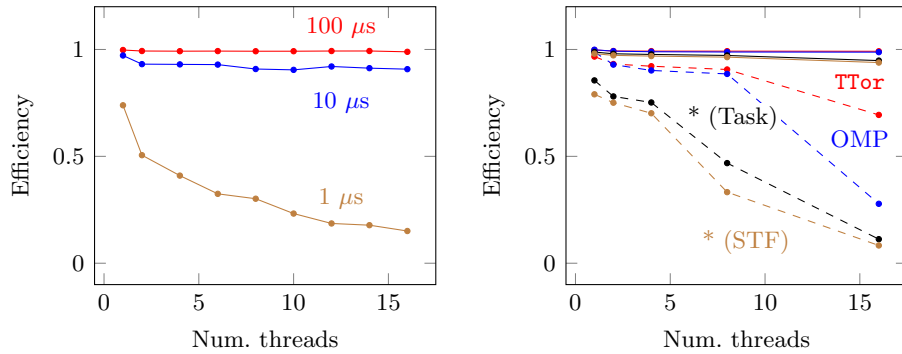 Efficiency
1
0.5
0
0
5
10
15
Num. threads
100 μs
10 μs
1 μs
Efficiency
1
0.5
0
0
5
10
15
Num. threads
TTor
* (Task)
OMP
* (STF)